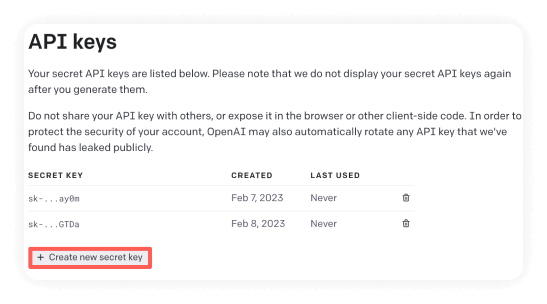 API keys
Your secret API keys are listed below. Please note that we do not display your secret API keys again
after you generate them.
Do not share your API key with others, or expose it in the browser or other client-side code. In order to
protect the security of your account, OpenAI may also automatically rotate any API key that we've
found has leaked publicly.
SECRET KEY CREATED LAST USED
sk-...ay0m Feb 7, 2023 Never
sk-...GTDa Feb 8, 2023 Never
+ Create new secret key